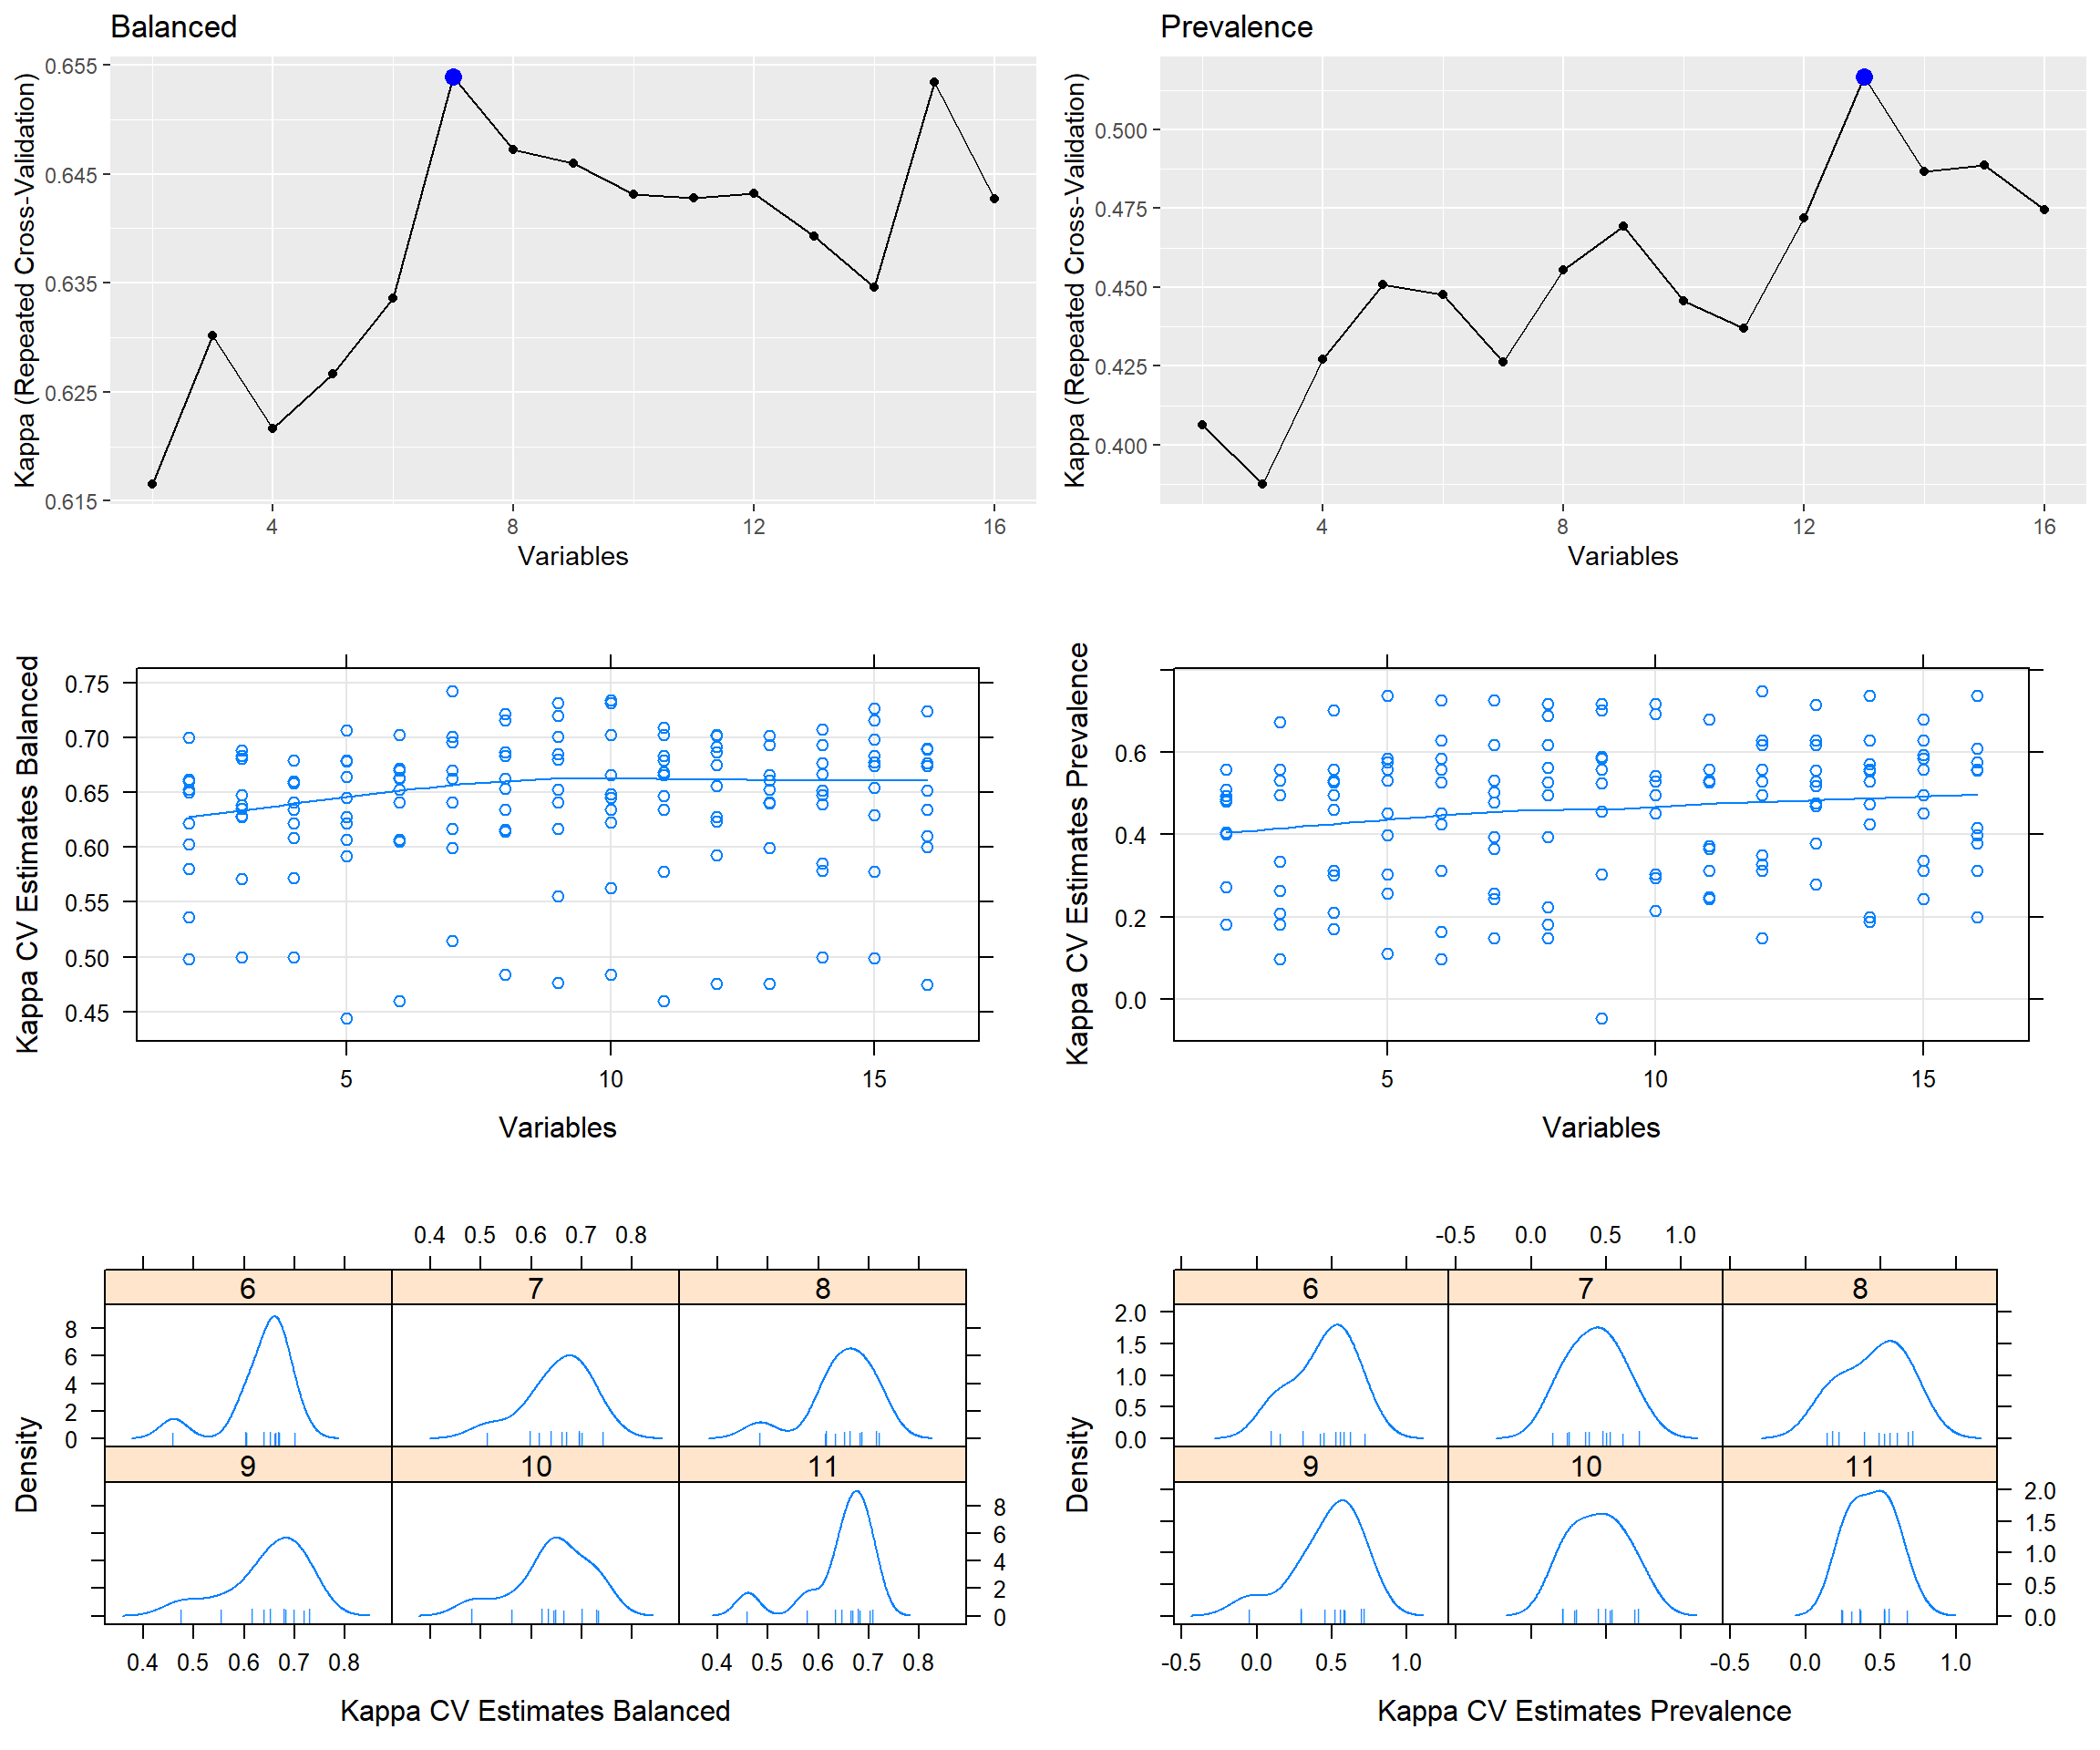 Balanced
Kappa (Repeated Cross-Validation)
0.655
0.645
0.635
0.625
0.615
4 8 12 16
Variables
Prevalence
Kappa (Repeated Cross-Validation)
0.500
0.475
0.450
0.425
0.400
4 8 12 16
Variables
Kappa CV Estimates Balanced
0.75
0.70
0.65
0.60
0.55
0.50
0.45
5 10 15
Variables
Kappa CV Estimates Prevalence
0.6
0.4
0.2
0.0
5 10 15
Variables
0.4 0.5 0.6 0.7 0.8
6 7 8
8
6
4
2
0
Density
9 10 11
8
6
4
2
0
0.4 0.5 0.6 0.7 0.8 0.4 0.5 0.6 0.7 0.8
Kappa CV Estimates Balanced
-0.5 0.0 0.5 1.0
6 7 8
2.0
1.5
1.0
0.5
0.0
Density
9 10 11
2.0
1.5
1.0
0.5
0.0
-0.5 0.0 0.5 1.0 -0.5 0.0 0.5 1.0
Kappa CV Estimates Prevalence